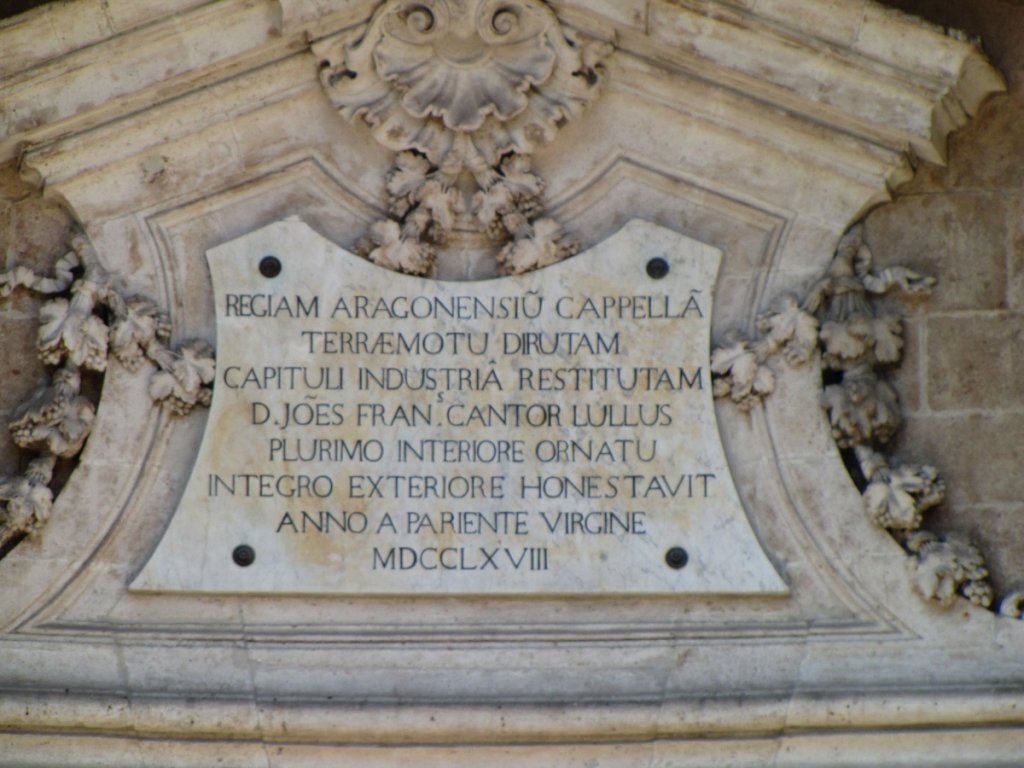 REGIAM ARAGONENSIŨ CAPPELLÃ
TERRÆMOTU DIRUTAM
CAPITULI INDUSTRIÂ RESTITUTAM
D. JÕES FRAN.ˢ CANTOR LULLUS
PLURIMO INTERIORE ORNATU
INTEGRO EXTERIORE HONESTAVIT
ANNO A PARIENTE VIRGINE
MDCCLXVIII